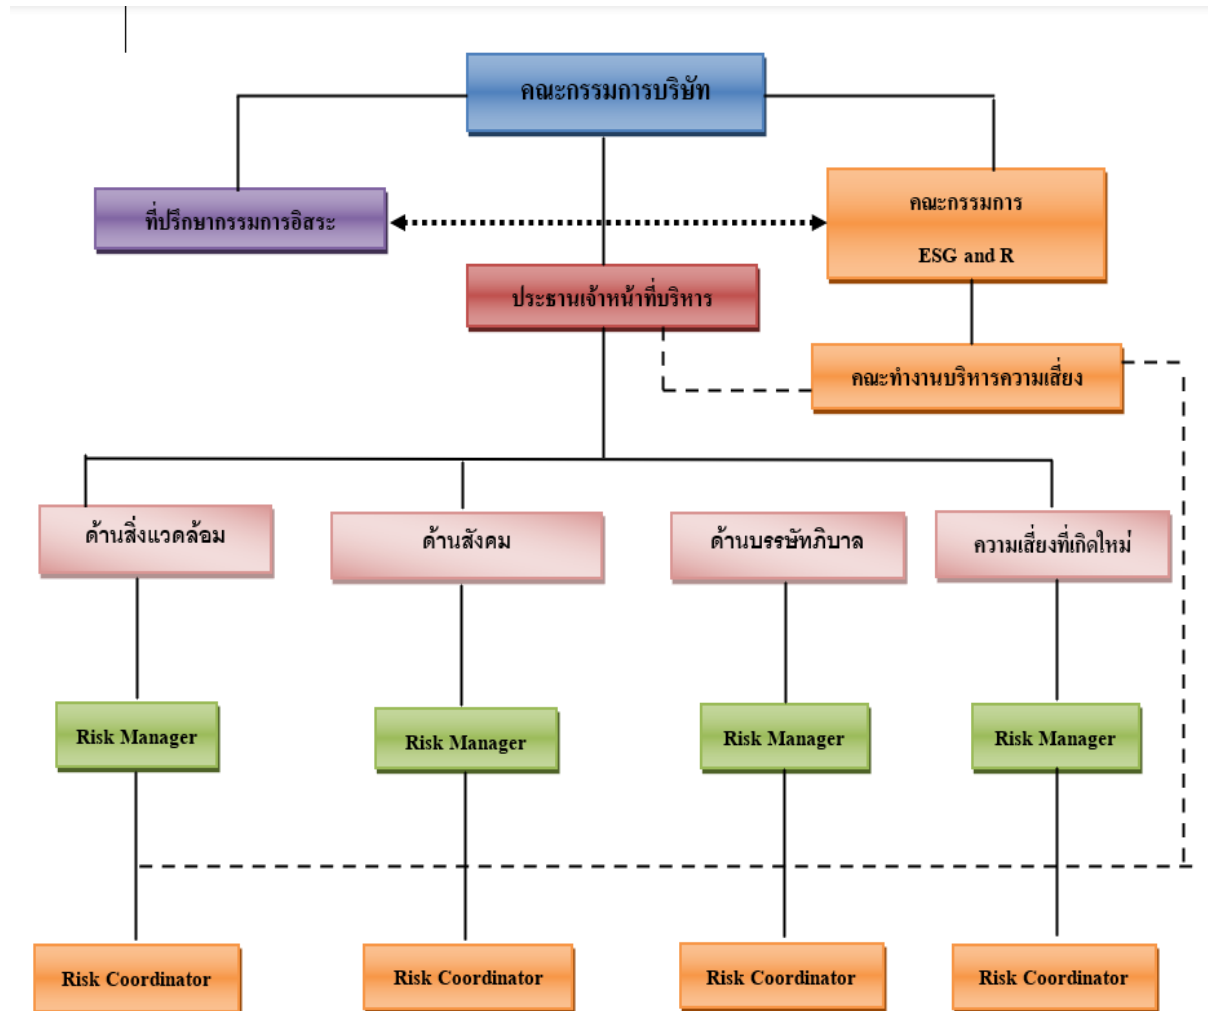 คณะกรรมการบริษัท
ที่ปรึกษากรรมการอิสระ
คณะกรรมการ
ESG and R
ประธานเจ้าหน้าที่บริหาร
คณะทำงานบริหารความเสี่ยง
ด้านสิ่งแวดล้อม
ด้านสังคม
ด้านบรรษัทภิบาล
ความเสี่ยงที่เกิดใหม่
Risk Manager
Risk Manager
Risk Manager
Risk Manager
Risk Coordinator
Risk Coordinator
Risk Coordinator
Risk Coordinator